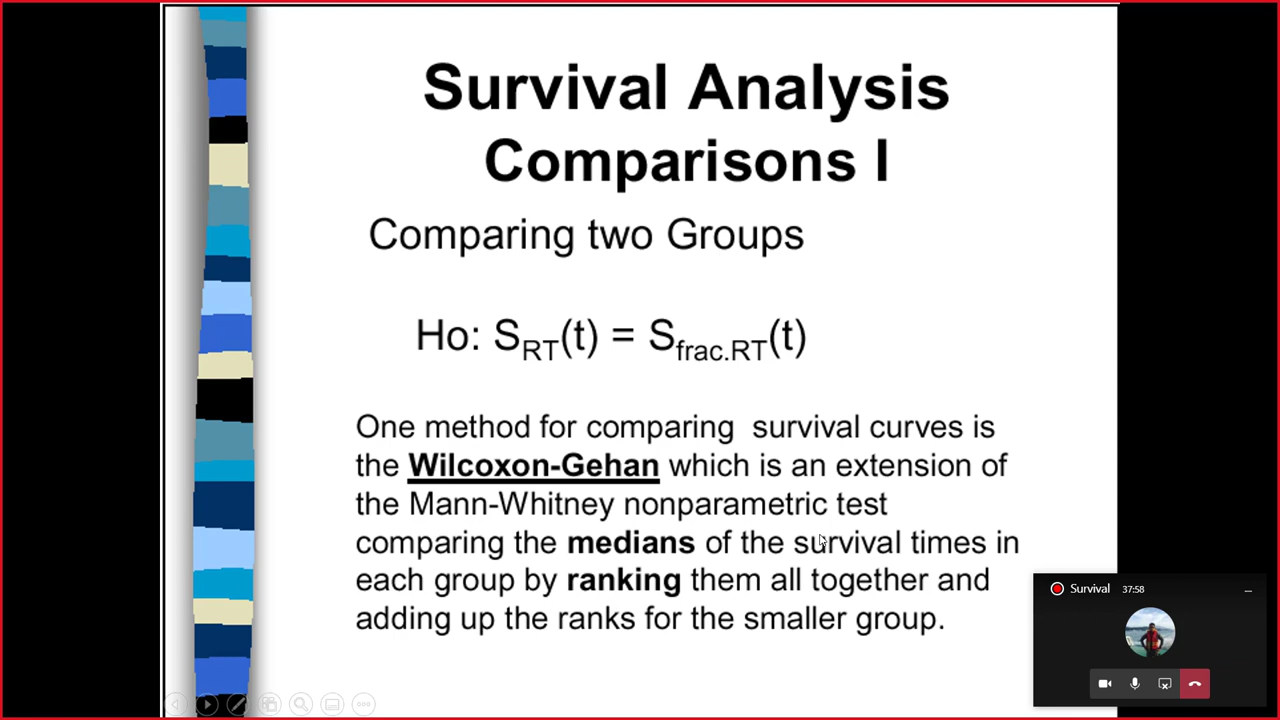 Survival Analysis
Comparisons I
Comparing two Groups
Ho: S_RT(t) = S_frac.RT(t)
One method for comparing survival curves is
the Wilcoxon-Gehan which is an extension of
the Mann-Whitney nonparametric test
comparing the medians of the survival times in
each group by ranking them all together and
adding up the ranks for the smaller group.
Survival 37:58